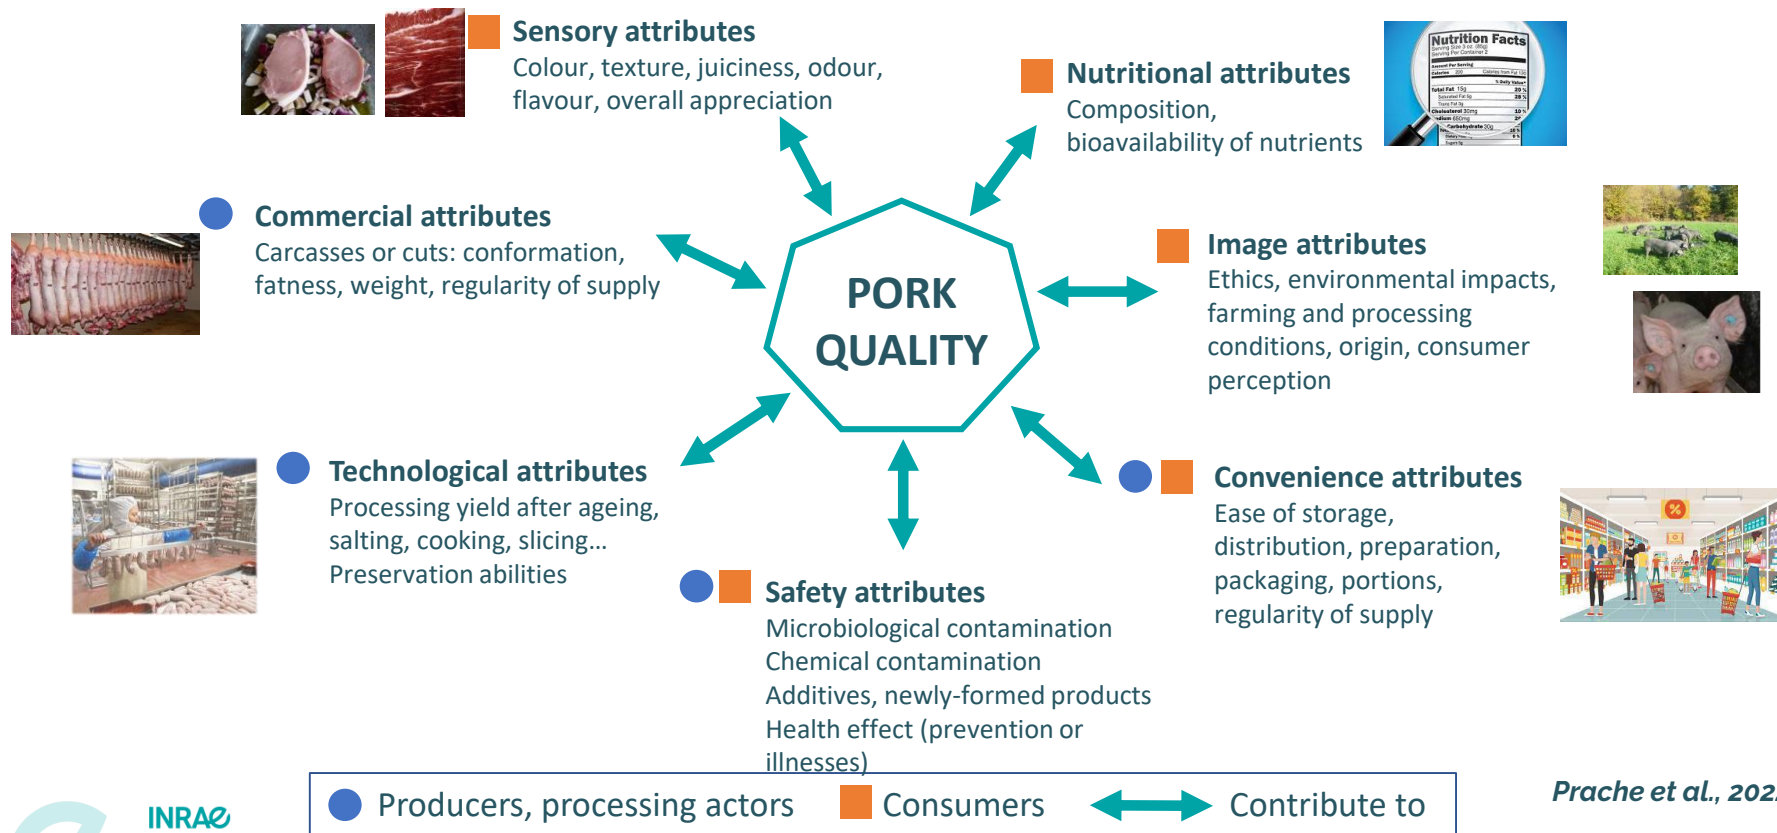 Sensory attributes
Colour, texture, juiciness, odour,
flavour, overall appreciation
Nutritional attributes
Composition,
bioavailability of nutrients
Nutrition Facts
Commercial attributes
Carcasses or cuts: conformation,
fatness, weight, regularity of supply
Image attributes
Ethics, environmental impacts,
farming and processing
conditions, origin, consumer
perception
PORK
QUALITY
Technological attributes
Processing yield after ageing,
salting, cooking, slicing…
Preservation abilities
Convenience attributes
Ease of storage,
distribution, preparation,
packaging, portions,
regularity of supply
%
Safety attributes
Microbiological contamination
Chemical contamination
Additives, newly-formed products
Health effect (prevention or
illnesses)
Producers, processing actors
Consumers
Contribute to
INRAE
Prache et al.,